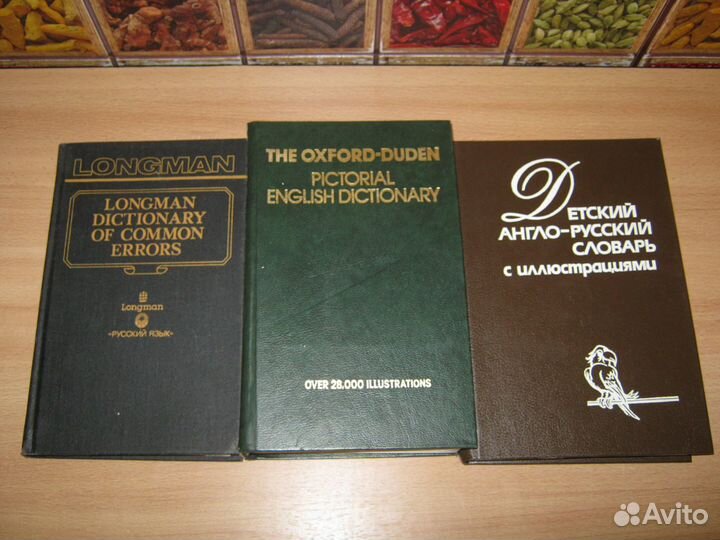 LONGMAN
LONGMAN
DICTIONARY
OF COMMON
ERRORS
Longman
«РУССКИЙ ЯЗЫК»
THE OXFORD-DUDEN
PICTORIAL
ENGLISH DICTIONARY
OVER 28.000 ILLUSTRATIONS
ДЕТСКИЙ
АНГЛО-РУССКИЙ
СЛОВАРЬ
С ИЛЛЮСТРАЦИЯМИ
Avito